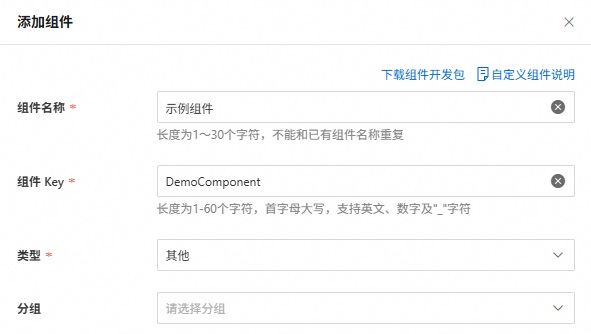 添加组件
下载组件开发包 自定义组件说明
组件名称 * 示例组件
长度为1～30个字符，不能和已有组件名称重复
组件 Key * DemoComponent
长度为1-60个字符，首字母大写，支持英文、数字及"_"字符
类型 * 其他
分组 请选择分组